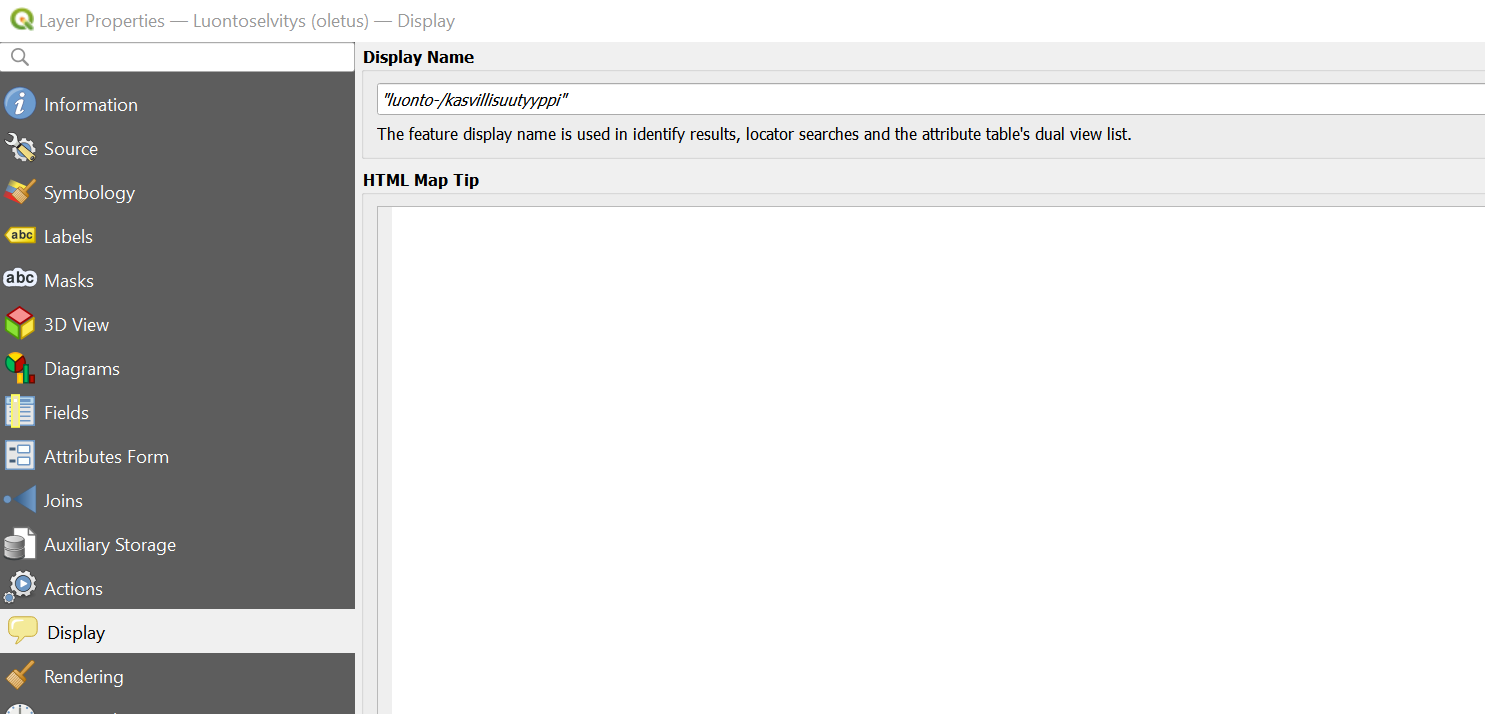 Layer Properties — Luontoselvitys (oletus) — Display
Information
Source
abc Labels
abc Masks
Symbology
3D View
Diagrams
Fields
Attributes Form
Joins
Auxiliary Storage
Actions
Display
Rendering
Display Name
"luonto-/kasvillisuutyyppi"
The feature display name is used in identify results, locator searches and the attribute table's dual view list.
HTML Map Tip